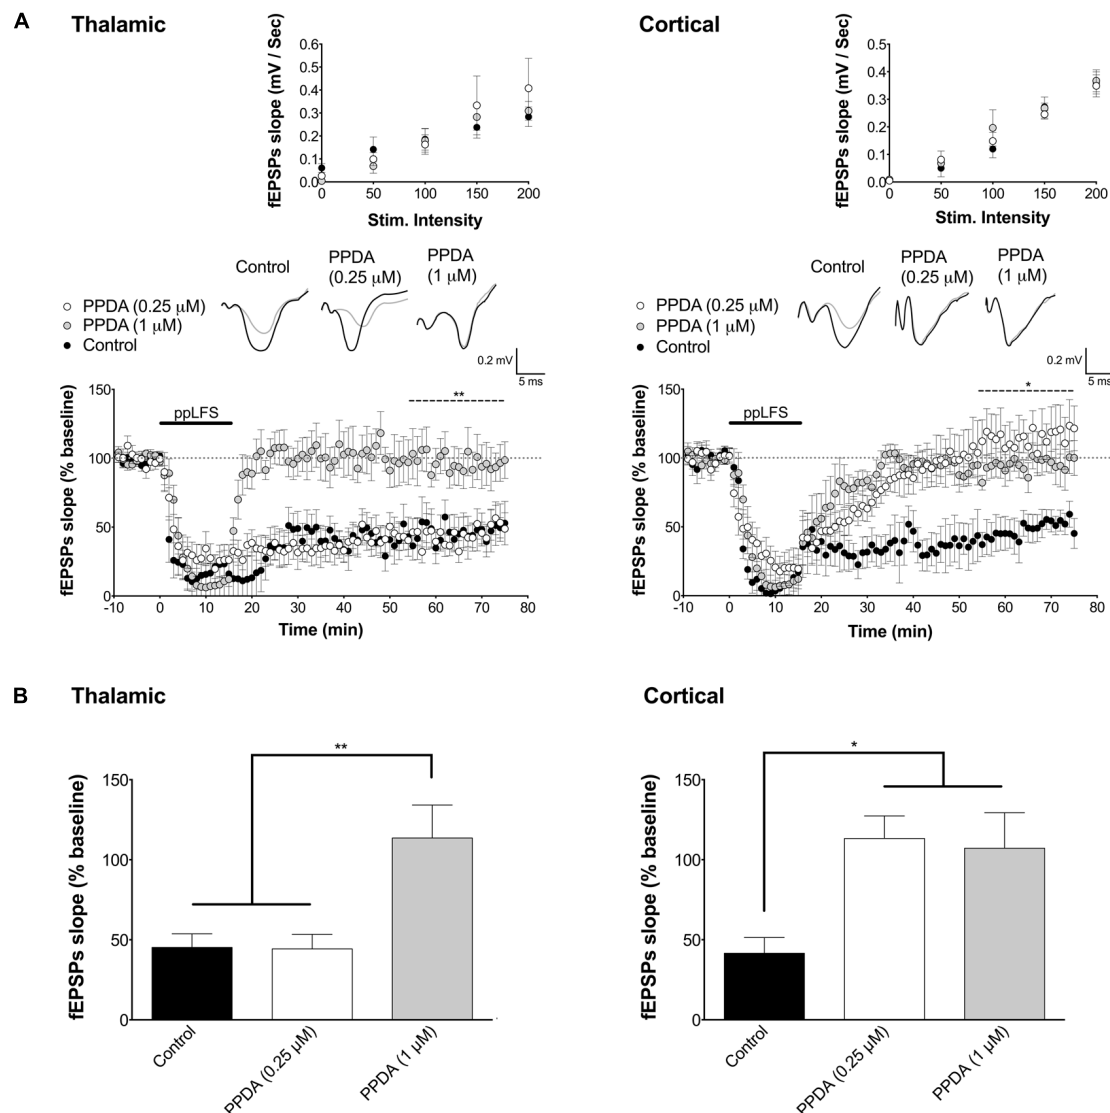 A
Thalamic
fEPSPs slope (mV / Sec)
0.6
0.5
0.4
0.3
0.2
0.1
0.0
0 50 100 150 200
Stim. Intensity
Control
PPDA
(0.25 µM)
PPDA
(1 µM)
PPDA (0.25 µM)
PPDA (1 µM)
Control
0.2 mV
5 ms
fEPSPs slope (% baseline)
150
100
50
0
ppLFS
**
-10 0 10 20 30 40 50 60 70 80
Time (min)
Cortical
fEPSPs slope (mV / Sec)
0.5
0.4
0.3
0.2
0.1
0.0
0 50 100 150 200
Stim. Intensity
Control
PPDA
(0.25 µM)
PPDA
(1 µM)
PPDA (0.25 µM)
PPDA (1 µM)
Control
0.2 mV
5 ms
fEPSPs slope (% baseline)
150
100
50
0
ppLFS
*
-10 0 10 20 30 40 50 60 70 80
Time (min)
B
Thalamic
fEPSPs slope (% baseline)
150
100
50
0
**
Control
PPDA (0.25 µM)
PPDA (1 µM)
Cortical
fEPSPs slope (% baseline)
150
100
50
0
*
Control
PPDA (0.25 µM)
PPDA (1 µM)